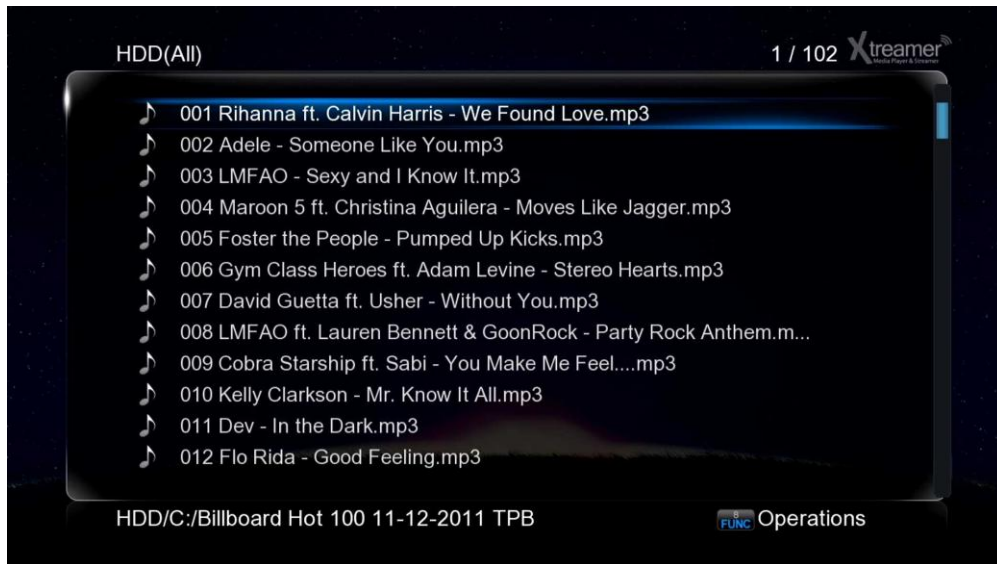 HDD(All)
1 / 102
Xtreamer
Media Player & Streamer
001 Rihanna ft. Calvin Harris - We Found Love.mp3
002 Adele - Someone Like You.mp3
003 LMFAO - Sexy and I Know It.mp3
004 Maroon 5 ft. Christina Aguilera - Moves Like Jagger.mp3
005 Foster the People - Pumped Up Kicks.mp3
006 Gym Class Heroes ft. Adam Levine - Stereo Hearts.mp3
007 David Guetta ft. Usher - Without You.mp3
008 LMFAO ft. Lauren Bennett & GoonRock - Party Rock Anthem.m...
009 Cobra Starship ft. Sabi - You Make Me Feel....mp3
010 Kelly Clarkson - Mr. Know It All.mp3
011 Dev - In the Dark.mp3
012 Flo Rida - Good Feeling.mp3
HDD/C:/Billboard Hot 100 11-12-2011 TPB
FUNC Operations